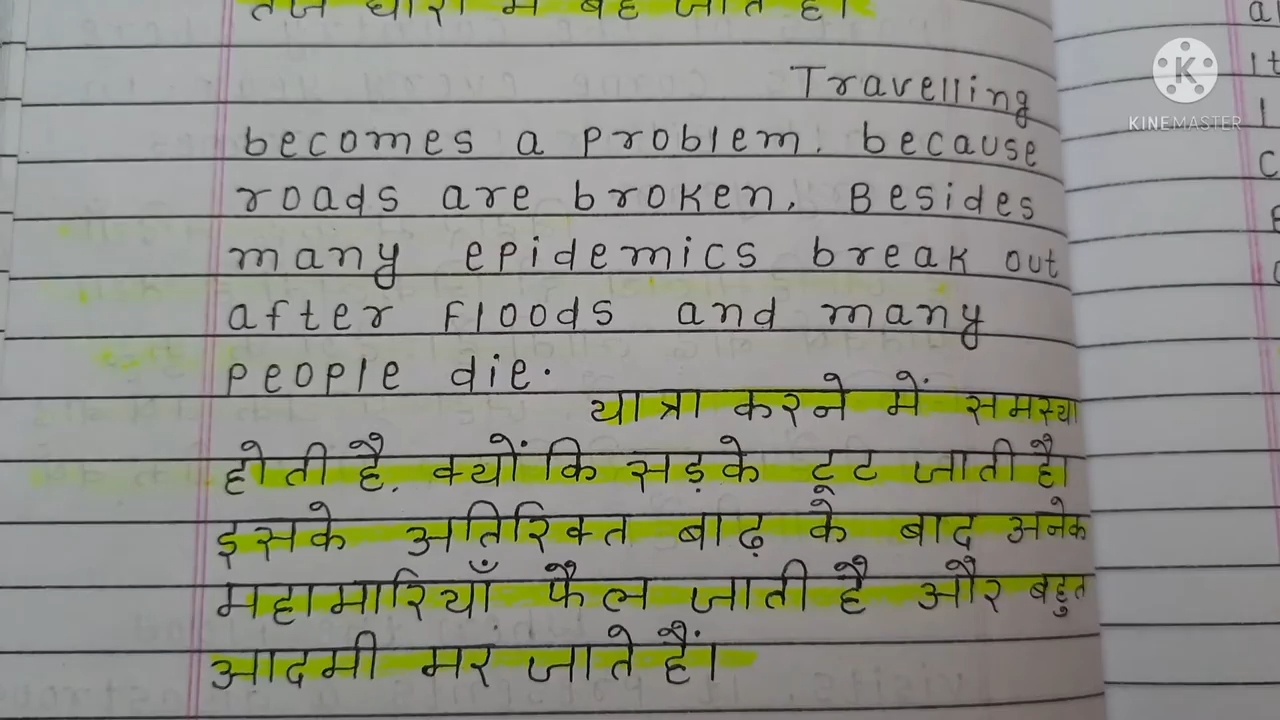 तेज धारा में बह जाते हैं।
Travelling
becomes a problem. because
roads are broken. Besides
many epidemics break out
after Floods and many
people die.
यात्रा करने में समस्या
होती है. क्योंकि सड़के टूट जाती है।
इसके अतिरिक्त बाढ़ के बाद अनेक
महामारियाँ फैल जाती है और बहुत
आदमी मर जाते हैं।
KINEMASTER